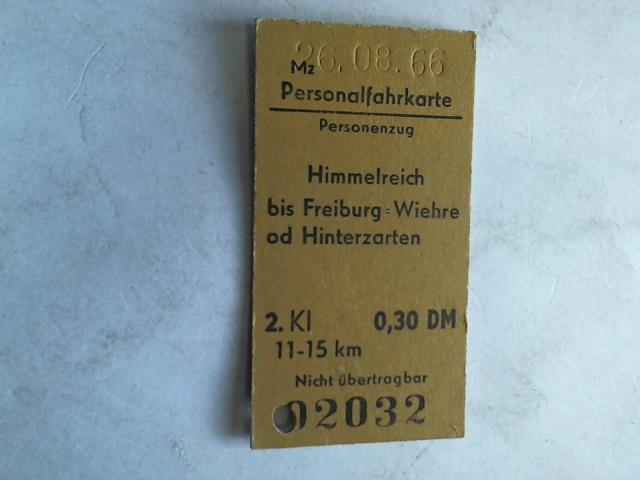 26.08.66
Mz
Personalfahrkarte
Personenzug
Himmelreich
bis Freiburg=Wiehre
od Hinterzarten
2. Kl 0,30 DM
11-15 km
Nicht übertragbar
02032